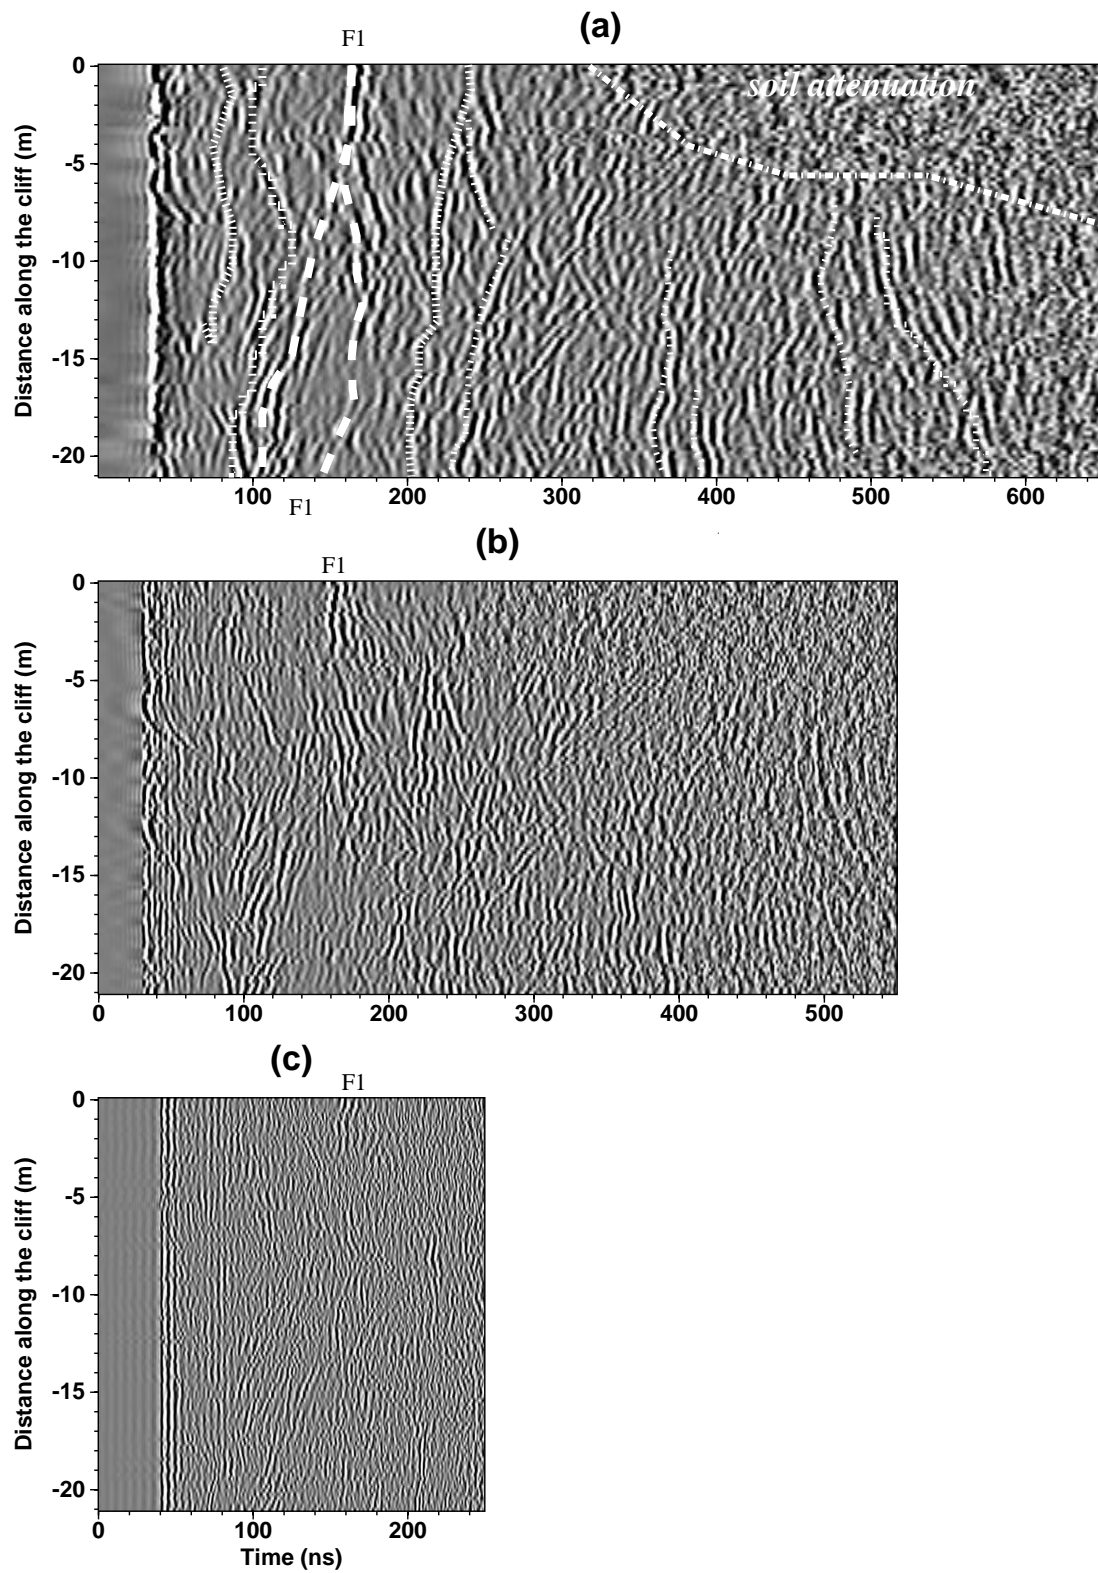 (a)
F1
0
-5
-10
-15
-20
Distance along the cliff (m)
soil attenuation
100 200 300 400 500 600
F1
(b)
F1
0
-5
-10
-15
-20
Distance along the cliff (m)
0 100 200 300 400 500
(c)
F1
0
-5
-10
-15
-20
Distance along the cliff (m)
0 100 200
Time (ns)